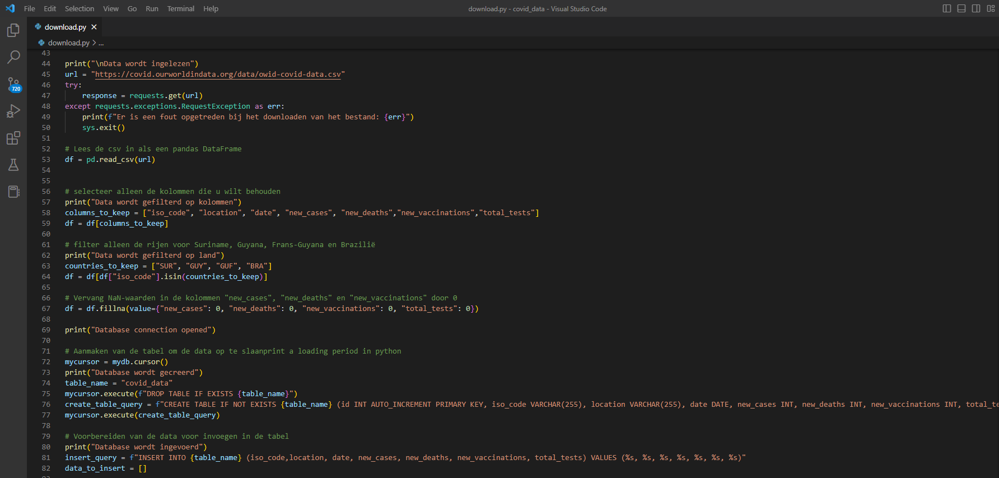 File Edit Selection View Go Run Terminal Help
download.py - covid_data - Visual Studio Code
download.py
download.py > ...
720
43
44 print("\nData wordt ingelezen")
45 url = "https://covid.ourworldindata.org/data/owid-covid-data.csv"
46 try:
47 response = requests.get(url)
48 except requests.exceptions.RequestException as err:
49 print(f"Er is een fout opgetreden bij het downloaden van het bestand: {err}")
50 sys.exit()
51
52 # Lees de csv in als een pandas DataFrame
53 df = pd.read_csv(url)
54
55
56 # selecteer alleen de kolommen die u wilt behouden
57 print("Data wordt gefilterd op kolommen")
58 columns_to_keep = ["iso_code", "location", "date", "new_cases", "new_deaths","new_vaccinations","total_tests"]
59 df = df[columns_to_keep]
60
61 # filter alleen de rijen voor Suriname, Guyana, Frans-Guyana en Brazilië
62 print("Data wordt gefilterd op land")
63 countries_to_keep = ["SUR", "GUY", "GUF", "BRA"]
64 df = df[df["iso_code"].isin(countries_to_keep)]
65
66 # Vervang NaN-waarden in de kolommen "new_cases", "new_deaths" en "new_vaccinations" door 0
67 df = df.fillna(value={"new_cases": 0, "new_deaths": 0, "new_vaccinations": 0, "total_tests": 0})
68
69 print("Database connection opened")
70
71 # Aanmaken van de tabel om de data op te slaanprint a loading period in python
72 mycursor = mydb.cursor()
73 print("Database wordt gecreerd")
74 table_name = "covid_data"
75 mycursor.execute(f"DROP TABLE IF EXISTS {table_name}")
76 create_table_query = f"CREATE TABLE IF NOT EXISTS {table_name} (id INT AUTO_INCREMENT PRIMARY KEY, iso_code VARCHAR(255), location VARCHAR(255), date DATE, new_cases INT, new_deaths INT, new_vaccinations INT, total_te
77 mycursor.execute(create_table_query)
78
79 # Voorbereiden van de data voor invoegen in de tabel
80 print("Database wordt ingevoerd")
81 insert_query = f"INSERT INTO {table_name} (iso_code,location, date, new_cases, new_deaths, new_vaccinations, total_tests) VALUES (%s, %s, %s, %s, %s, %s, %s)"
82 data_to_insert = []